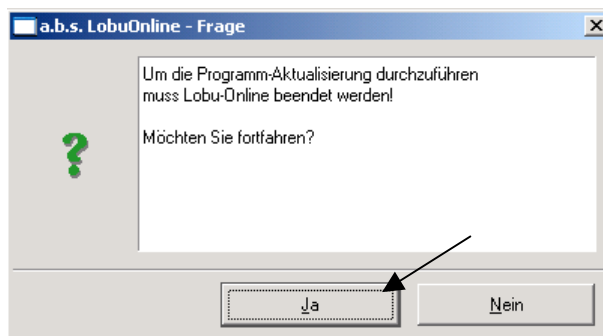 a.b.s. LobuOnline - Frage
Um die Programm-Aktualisierung durchzuführen
muss Lobu-Online beendet werden!
Möchten Sie fortfahren?
Ja
Nein